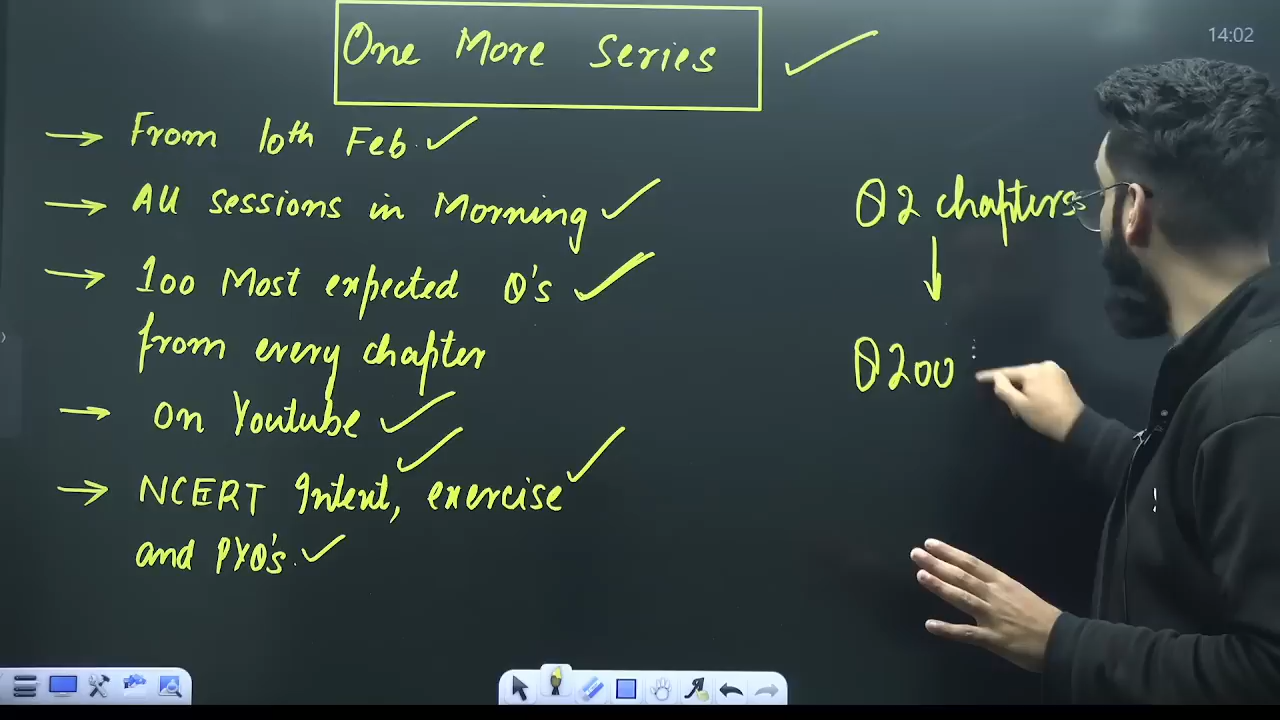 One More Series
14:02
→ From 10th Feb.
→ All sessions in Morning
→ 100 Most expected Q's
from every chapter
→ on Youtube
→ NCERT Intext, exercise
and PYQ's.
Q2 chapters
↓
Q200